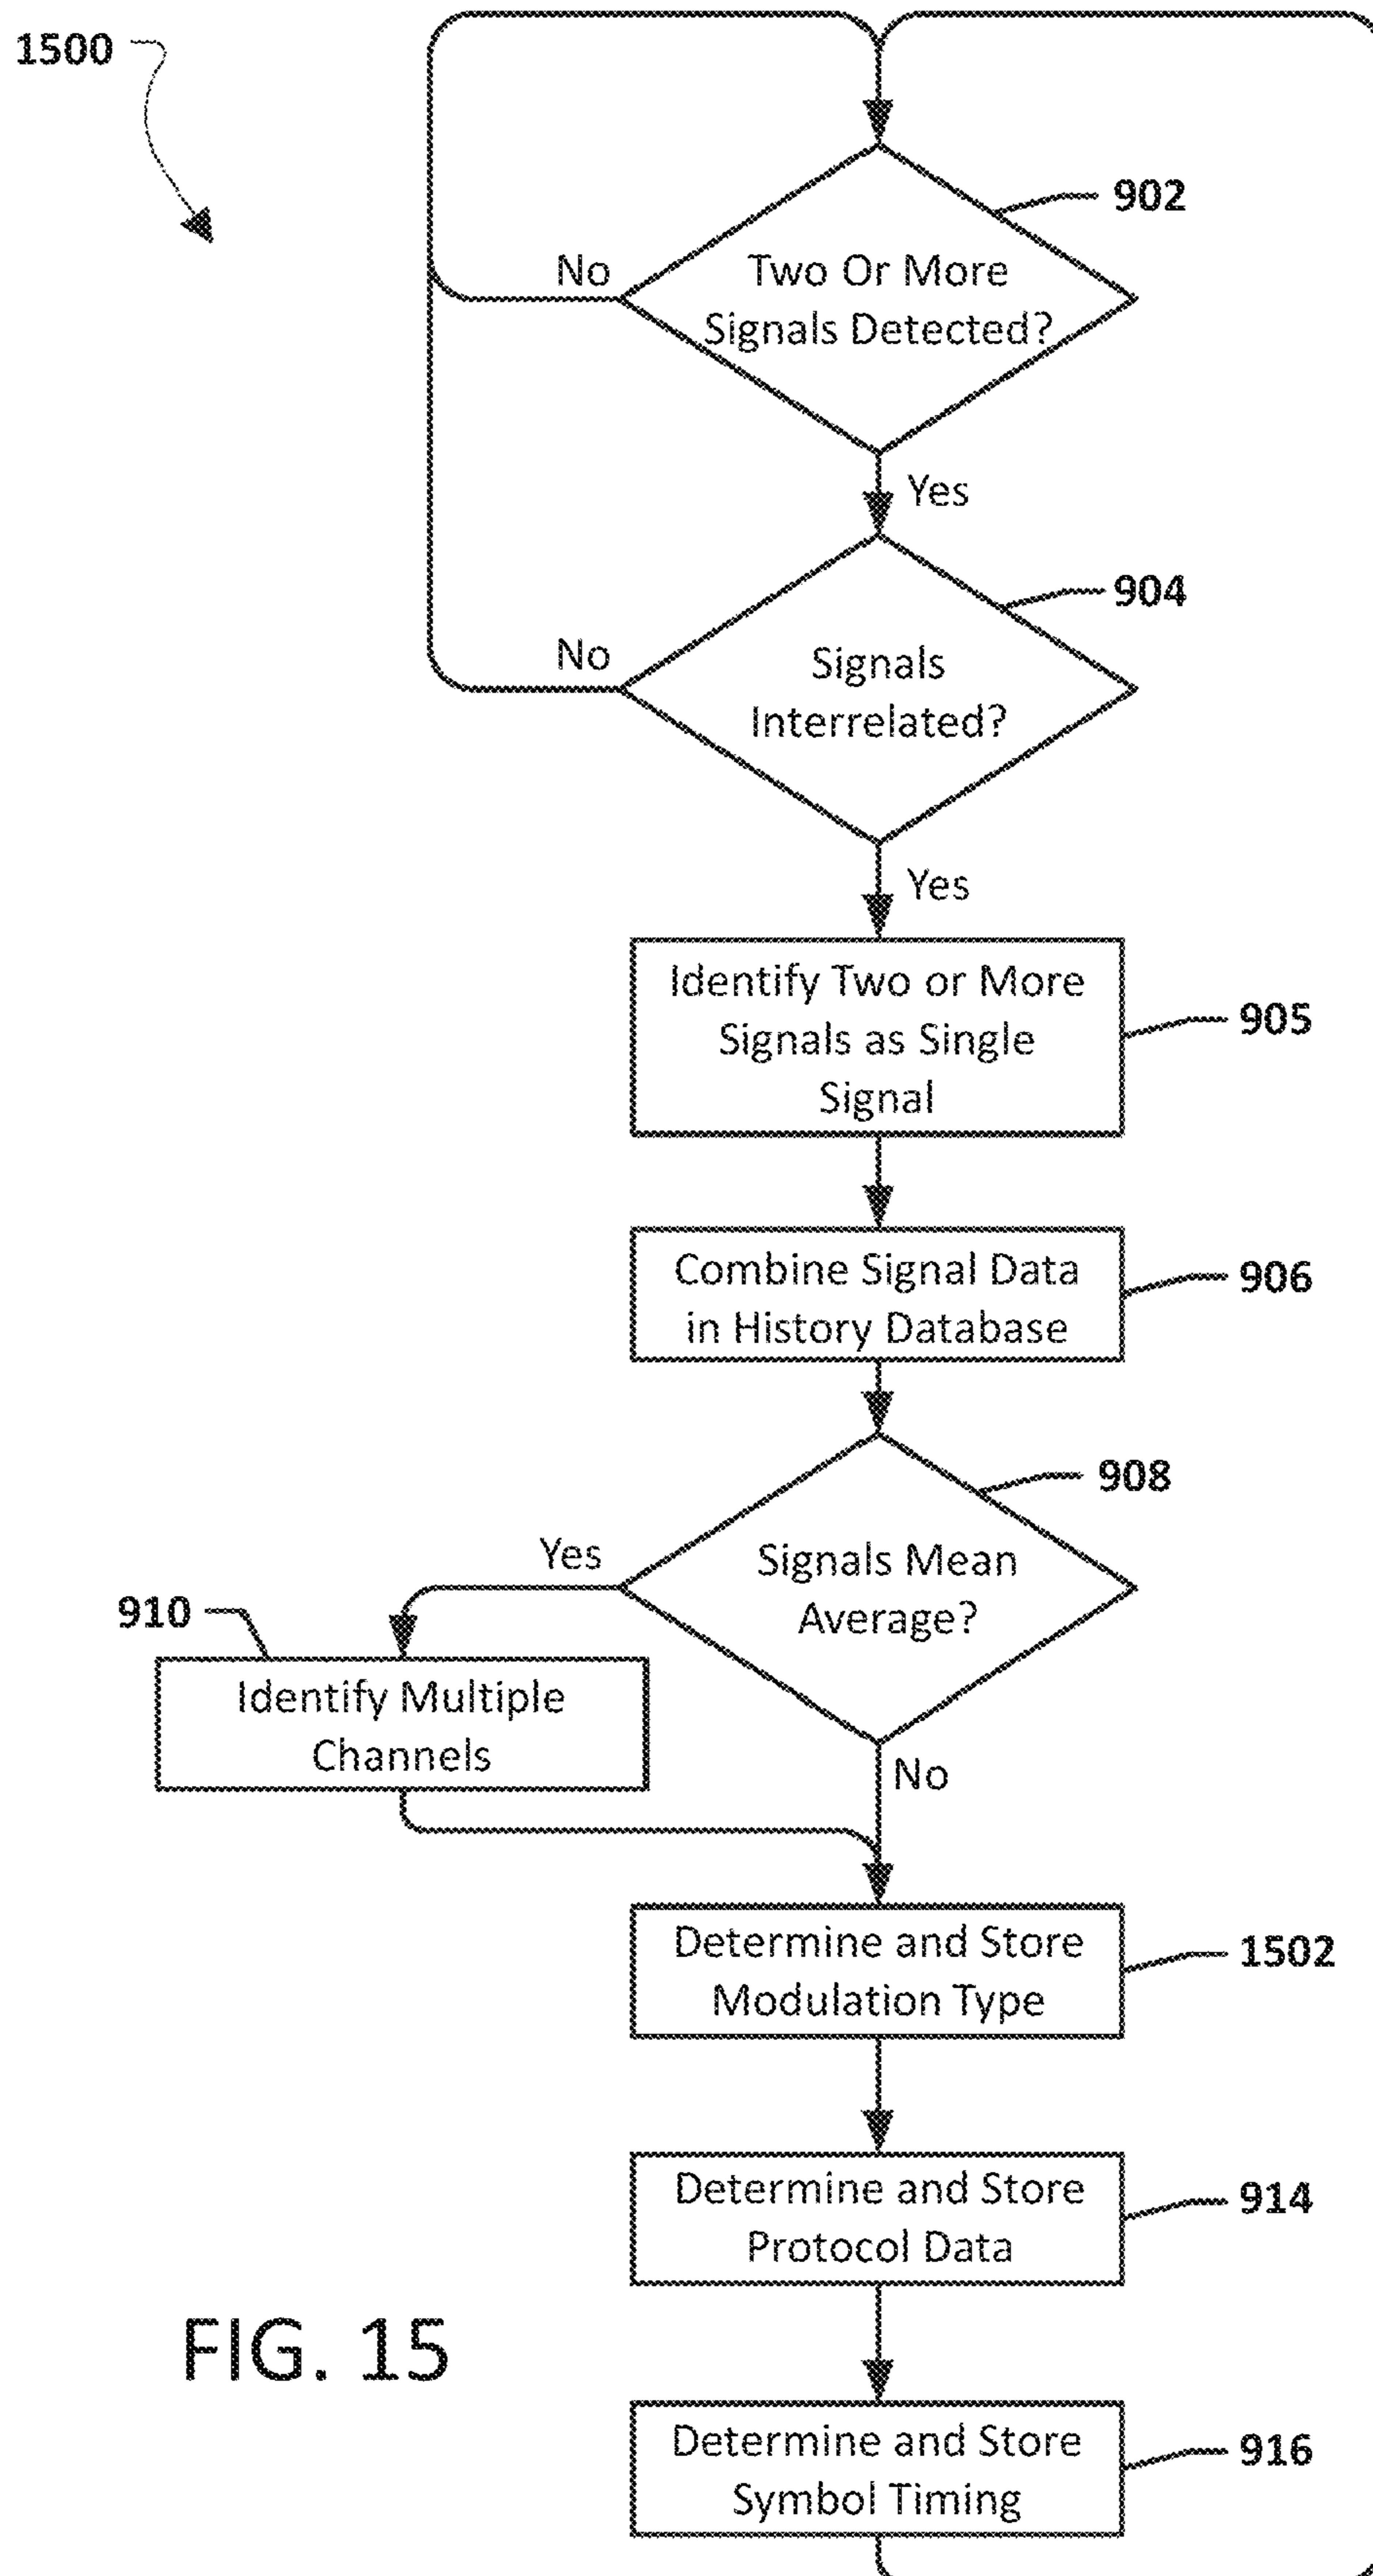 1500
902
No
Two Or More
Signals Detected?
Yes
904
No
Signals
Interrelated?
Yes
Identify Two or More
Signals as Single
Signal
905
Combine Signal Data
in History Database
906
908
Yes
Signals Mean
Average?
910
Identify Multiple
Channels
No
Determine and Store
Modulation Type
1502
Determine and Store
Protocol Data
914
FIG. 15
Determine and Store
Symbol Timing
916